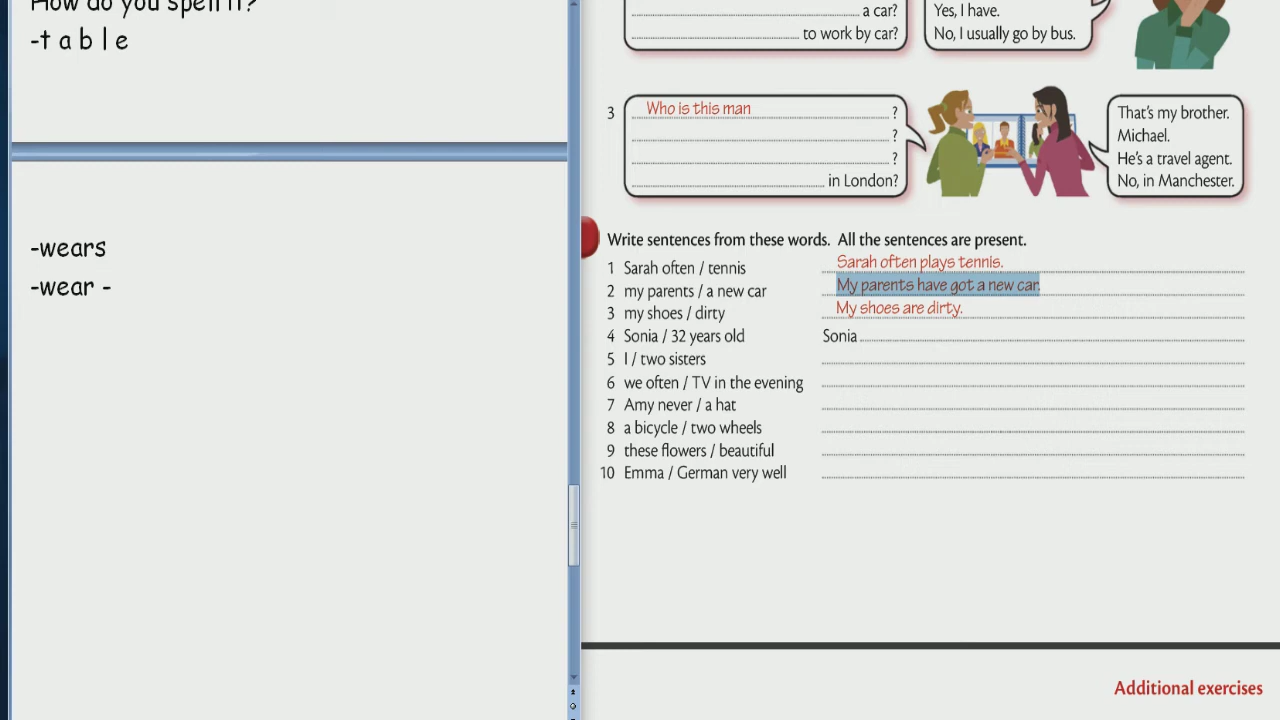 How do you spell it?
-t a b l e
-wears
-wear -
a car?
to work by car?
Yes, I have.
No, I usually go by bus.
3 Who is this man ?
?
?
in London?
That's my brother.
Michael.
He's a travel agent.
No, in Manchester.
Write sentences from these words. All the sentences are present.
1 Sarah often / tennis Sarah often plays tennis.
2 my parents / a new car My parents have got a new car.
3 my shoes / dirty My shoes are dirty.
4 Sonia / 32 years old Sonia
5 I / two sisters
6 we often / TV in the evening
7 Amy never / a hat
8 a bicycle / two wheels
9 these flowers / beautiful
10 Emma / German very well
Additional exercises